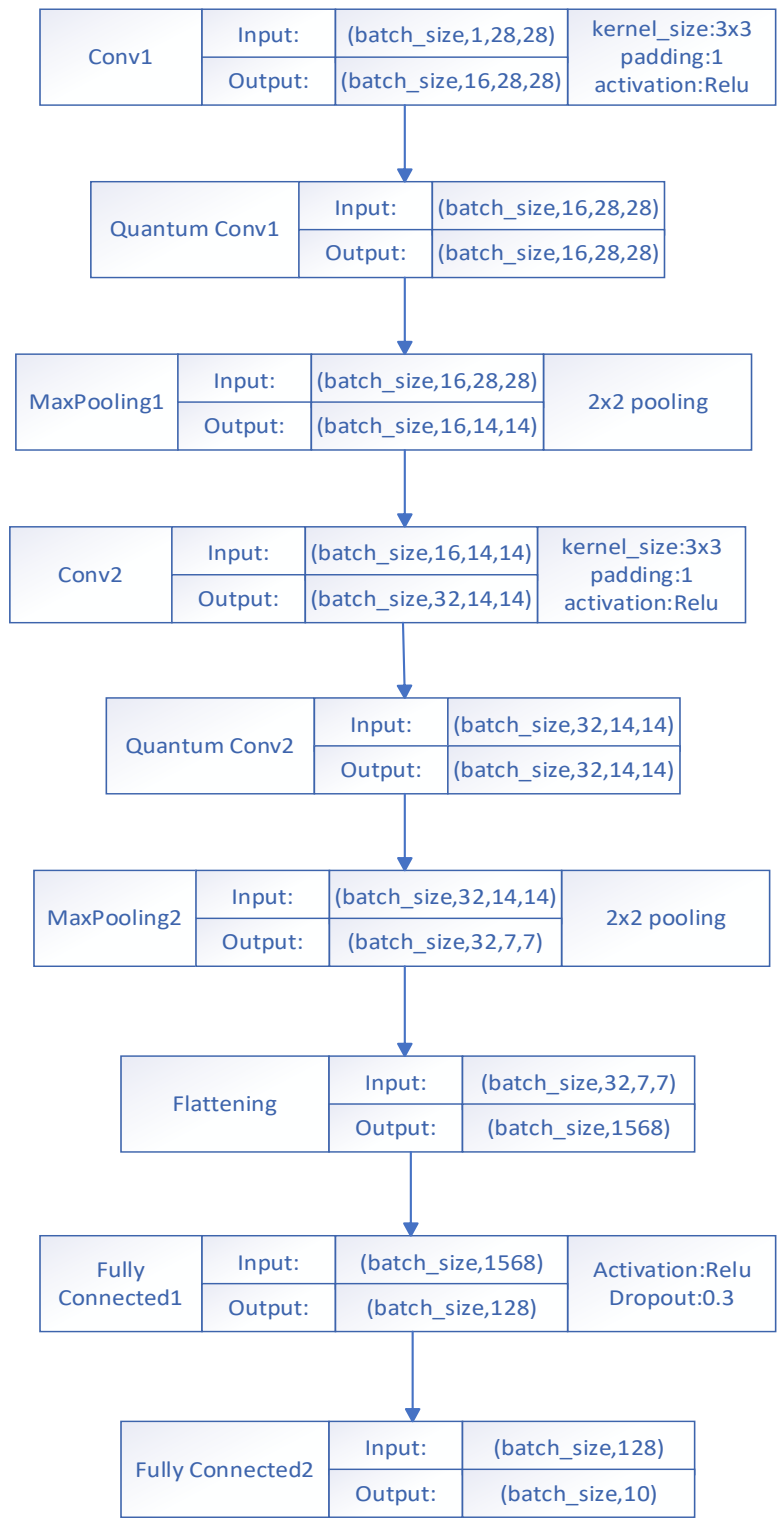 Conv1
Input:
(batch_size,1,28,28)
Output:
(batch_size,16,28,28)
kernel_size:3x3
padding:1
activation:Relu
Quantum Conv1
Input:
(batch_size,16,28,28)
Output:
(batch_size,16,28,28)
MaxPooling1
Input:
(batch_size,16,28,28)
Output:
(batch_size,16,14,14)
2x2 pooling
Conv2
Input:
(batch_size,16,14,14)
Output:
(batch_size,32,14,14)
kernel_size:3x3
padding:1
activation:Relu
Quantum Conv2
Input:
(batch_size,32,14,14)
Output:
(batch_size,32,14,14)
MaxPooling2
Input:
(batch_size,32,14,14)
Output:
(batch_size,32,7,7)
2x2 pooling
Flattening
Input:
(batch_size,32,7,7)
Output:
(batch_size,1568)
Fully
Connected1
Input:
(batch_size,1568)
Output:
(batch_size,128)
Activation:Relu
Dropout:0.3
Fully Connected2
Input:
(batch_size,128)
Output:
(batch_size,10)